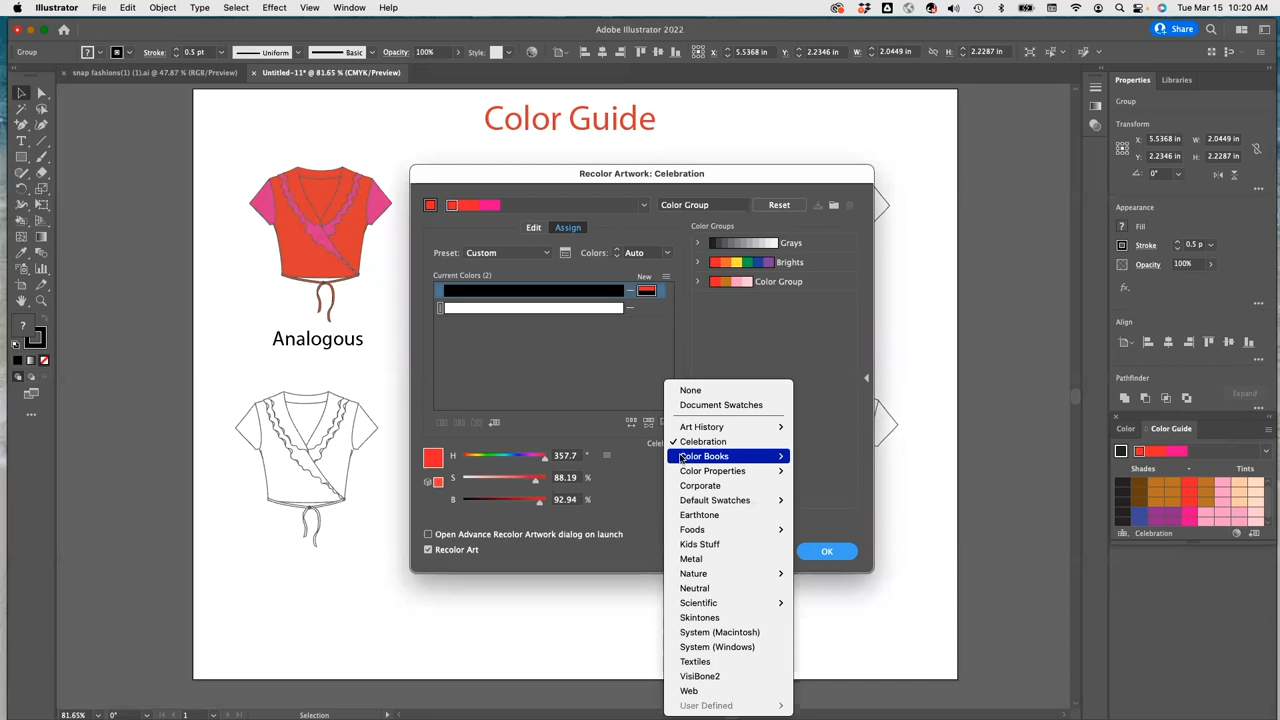 Illustrator File Edit Object Type Select Effect View Window Help Tue Mar 15 10:20 AM
Adobe Illustrator 2022 Share
Group Stroke: 0.5 pt Uniform Basic Opacity: 100% Style: X: 5.5368 in Y: 2.2346 in W: 2.0449 in H: 2.2287 in
× snap fashions(1) (1).ai @ 47.87 % (RGB/Preview) × Untitled-11* @ 81.65 % (CMYK/Preview)
Color Guide
Analogous
Recolor Artwork: Celebration
Color Group Reset
Edit Assign
Color Groups
Preset: Custom Colors: Auto
Grays
Brights
Color Group
Current Colors (2) New
H 357.7 °
S 88.19 %
B 92.94 %
Open Advance Recolor Artwork dialog on launch
Recolor Art
OK
None
Document Swatches
Art History
✓ Celebration
Color Books
Color Properties
Corporate
Default Swatches
Earthtone
Foods
Kids Stuff
Metal
Nature
Neutral
Scientific
Skintones
System (Macintosh)
System (Windows)
Textiles
VisiBone2
Web
User Defined
Properties Libraries
Group
Transform
X: 5.5368 in W: 2.0449 in
Y: 2.2346 in H: 2.2287 in
0°
Appearance
? Fill
Stroke 0.5 p
Opacity 100%
fx.
Align
Pathfinder
Expand
Color Color Guide
Shades Tints
Celebration
81.65% 0° 1 Selection